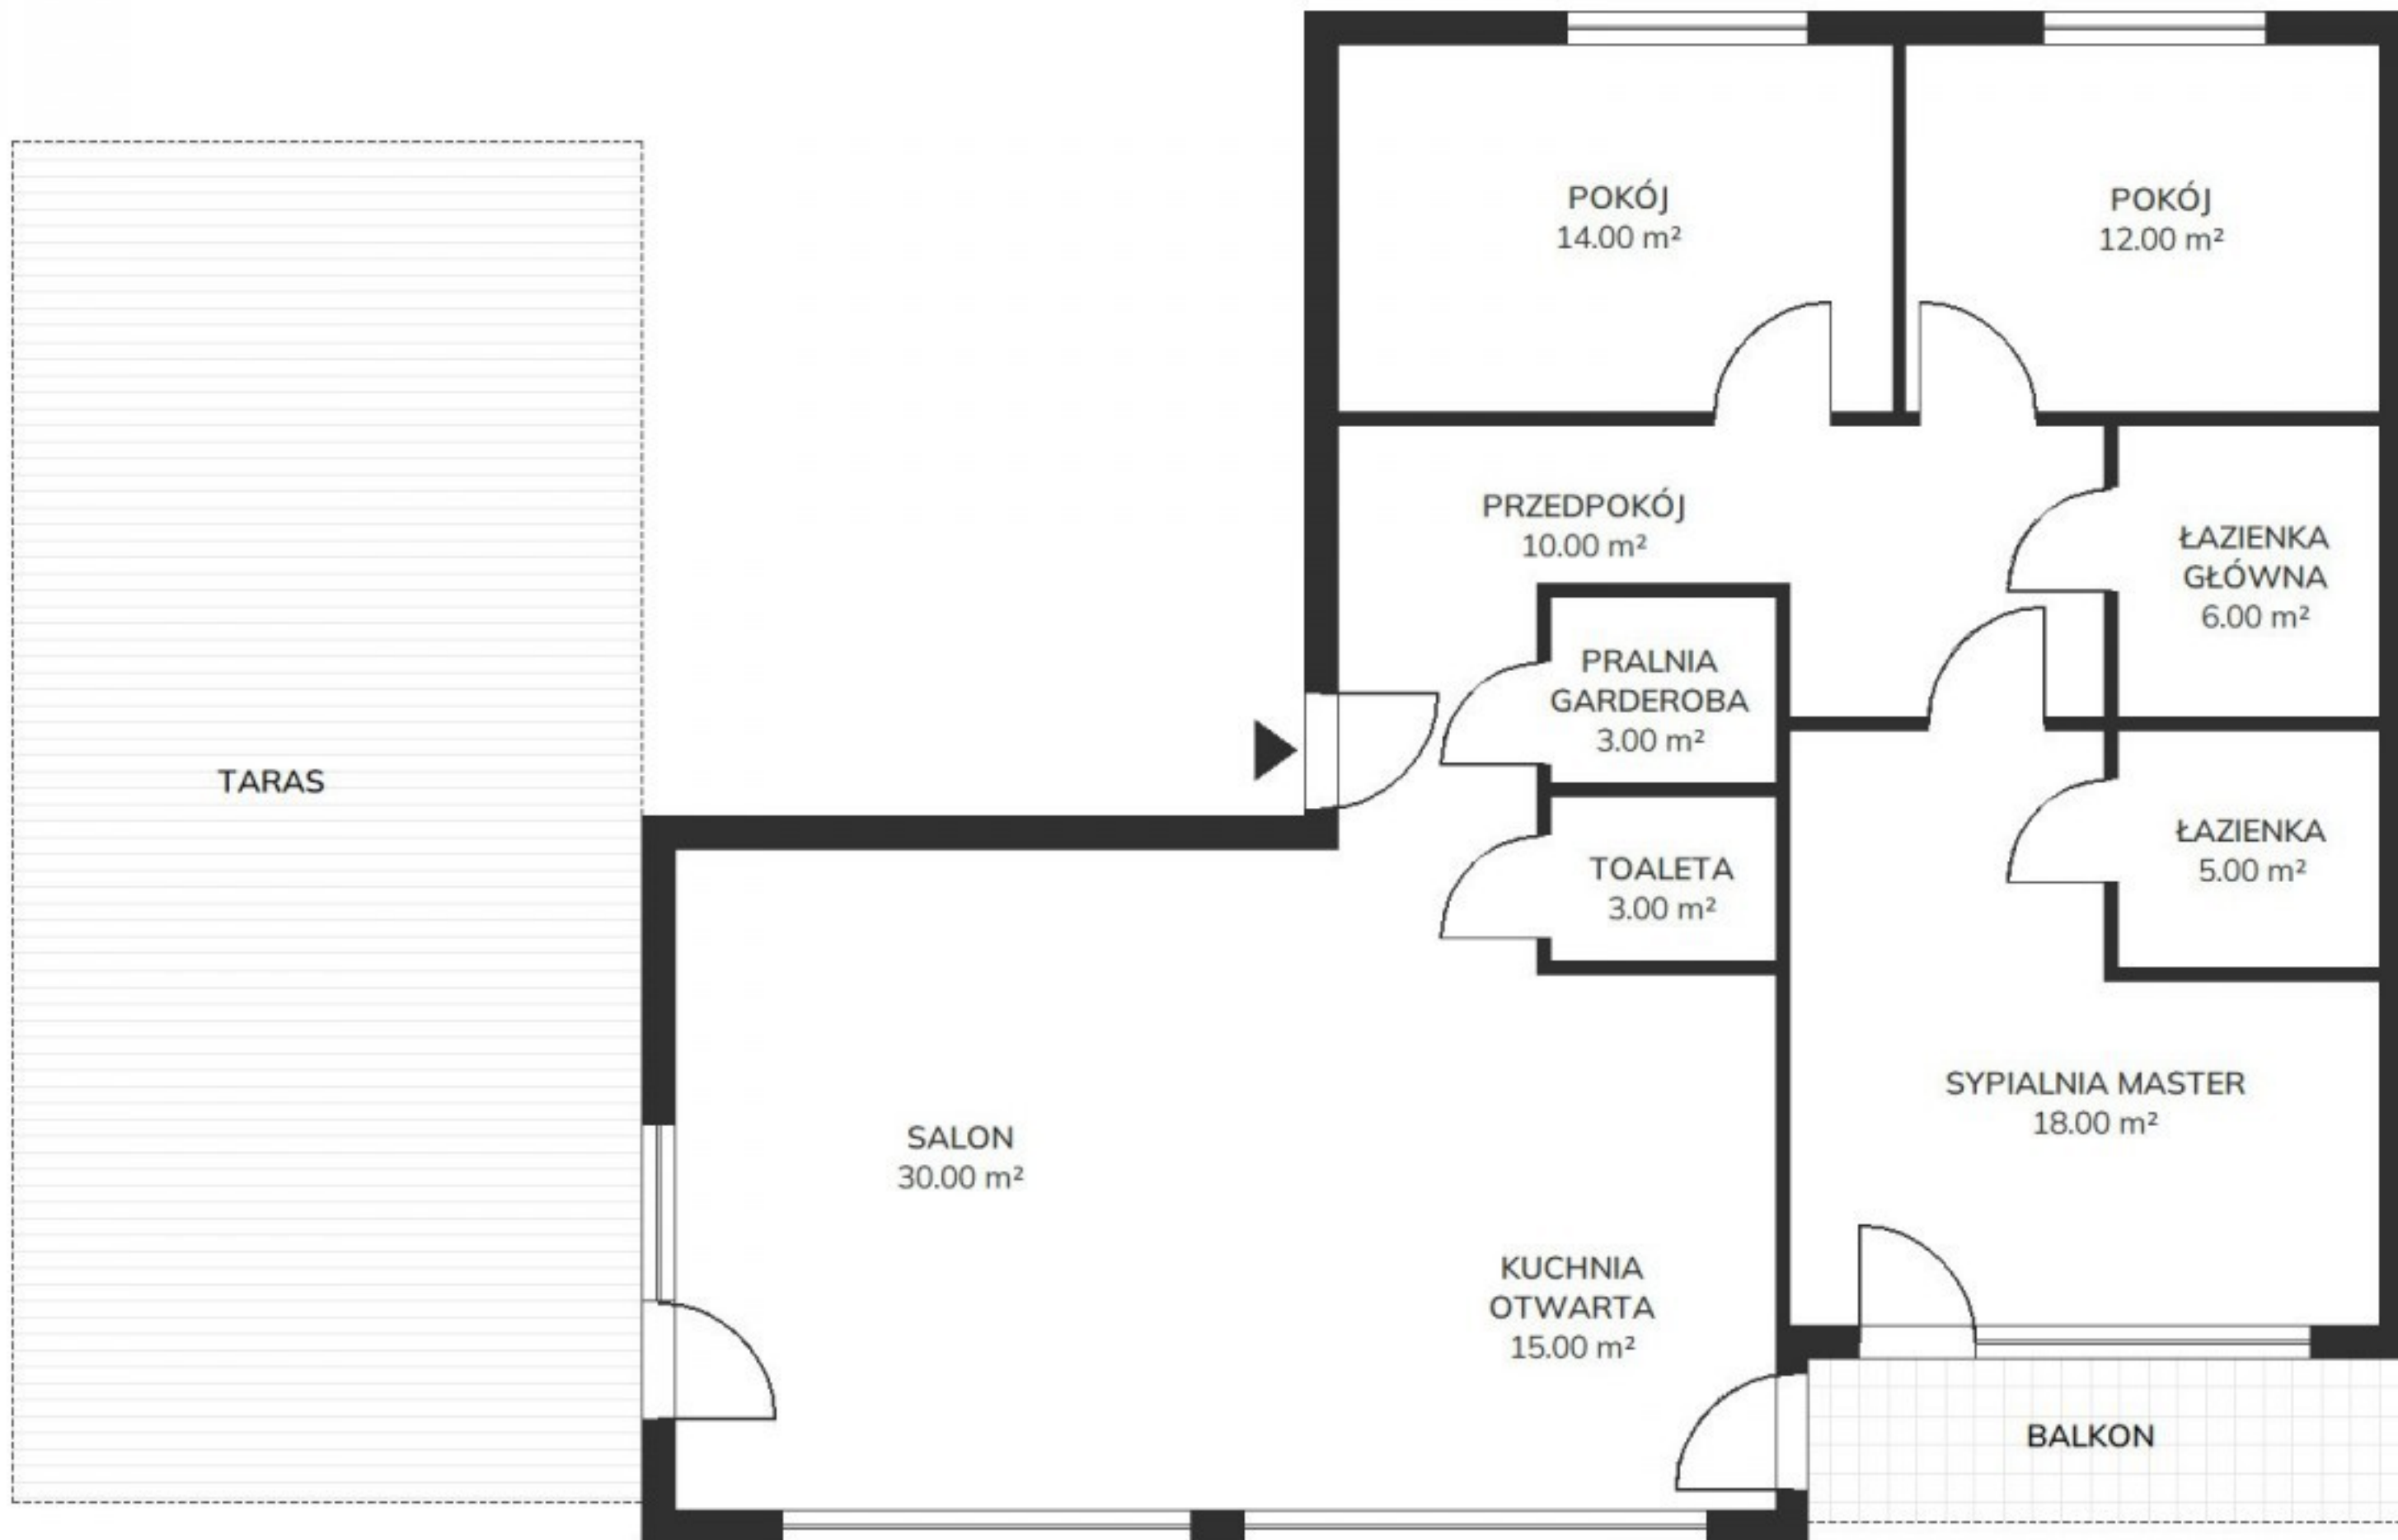 POKÓJ
14.00 m²
POKÓJ
12.00 m²
PRZEDPOKÓJ
10.00 m²
ŁAZIENKA
GŁÓWNA
6.00 m²
PRALNIA
GARDEROBA
3.00 m²
TARAS
TOALETA
3.00 m²
ŁAZIENKA
5.00 m²
SYPIALNIA MASTER
18.00 m²
SALON
30.00 m²
KUCHNIA
OTWARTA
15.00 m²
BALKON